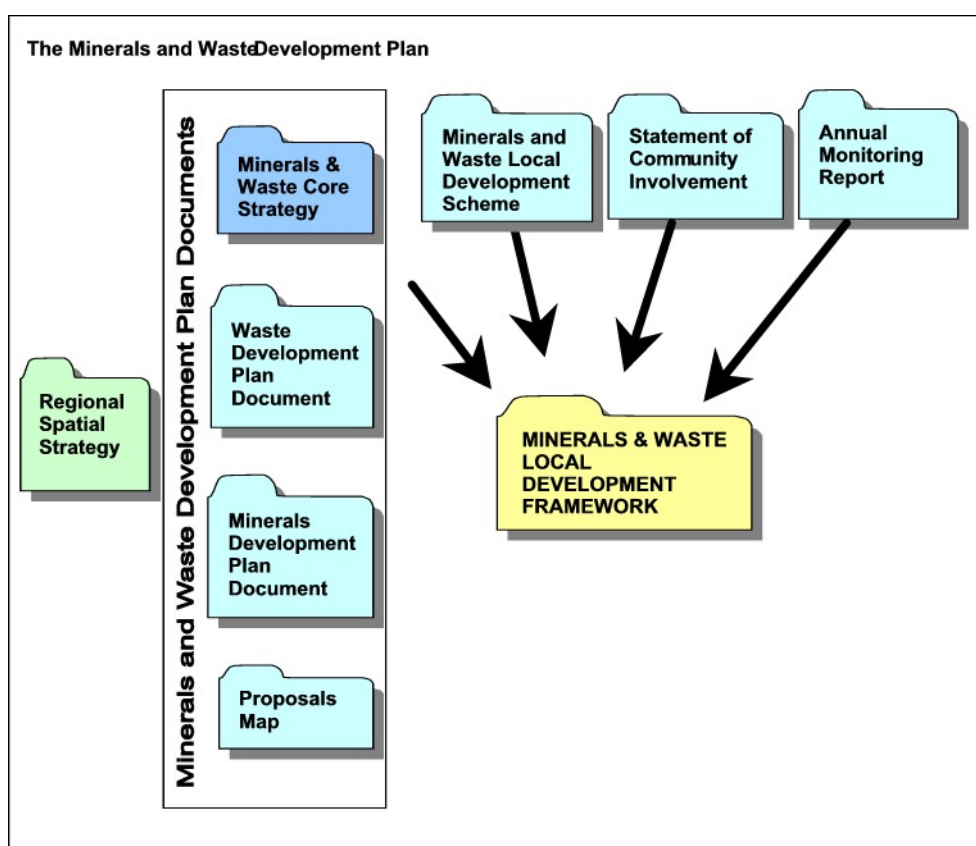 The Minerals and Waste Development Plan
Minerals and Waste Development Plan Documents
Regional
Spatial
Strategy
Minerals &
Waste Core
Strategy
Waste
Development
Plan
Document
Minerals
Development
Plan
Document
Proposals
Map
Minerals and
Waste Local
Development
Scheme
Statement of
Community
Involvement
Annual
Monitoring
Report
MINERALS & WASTE
LOCAL
DEVELOPMENT
FRAMEWORK